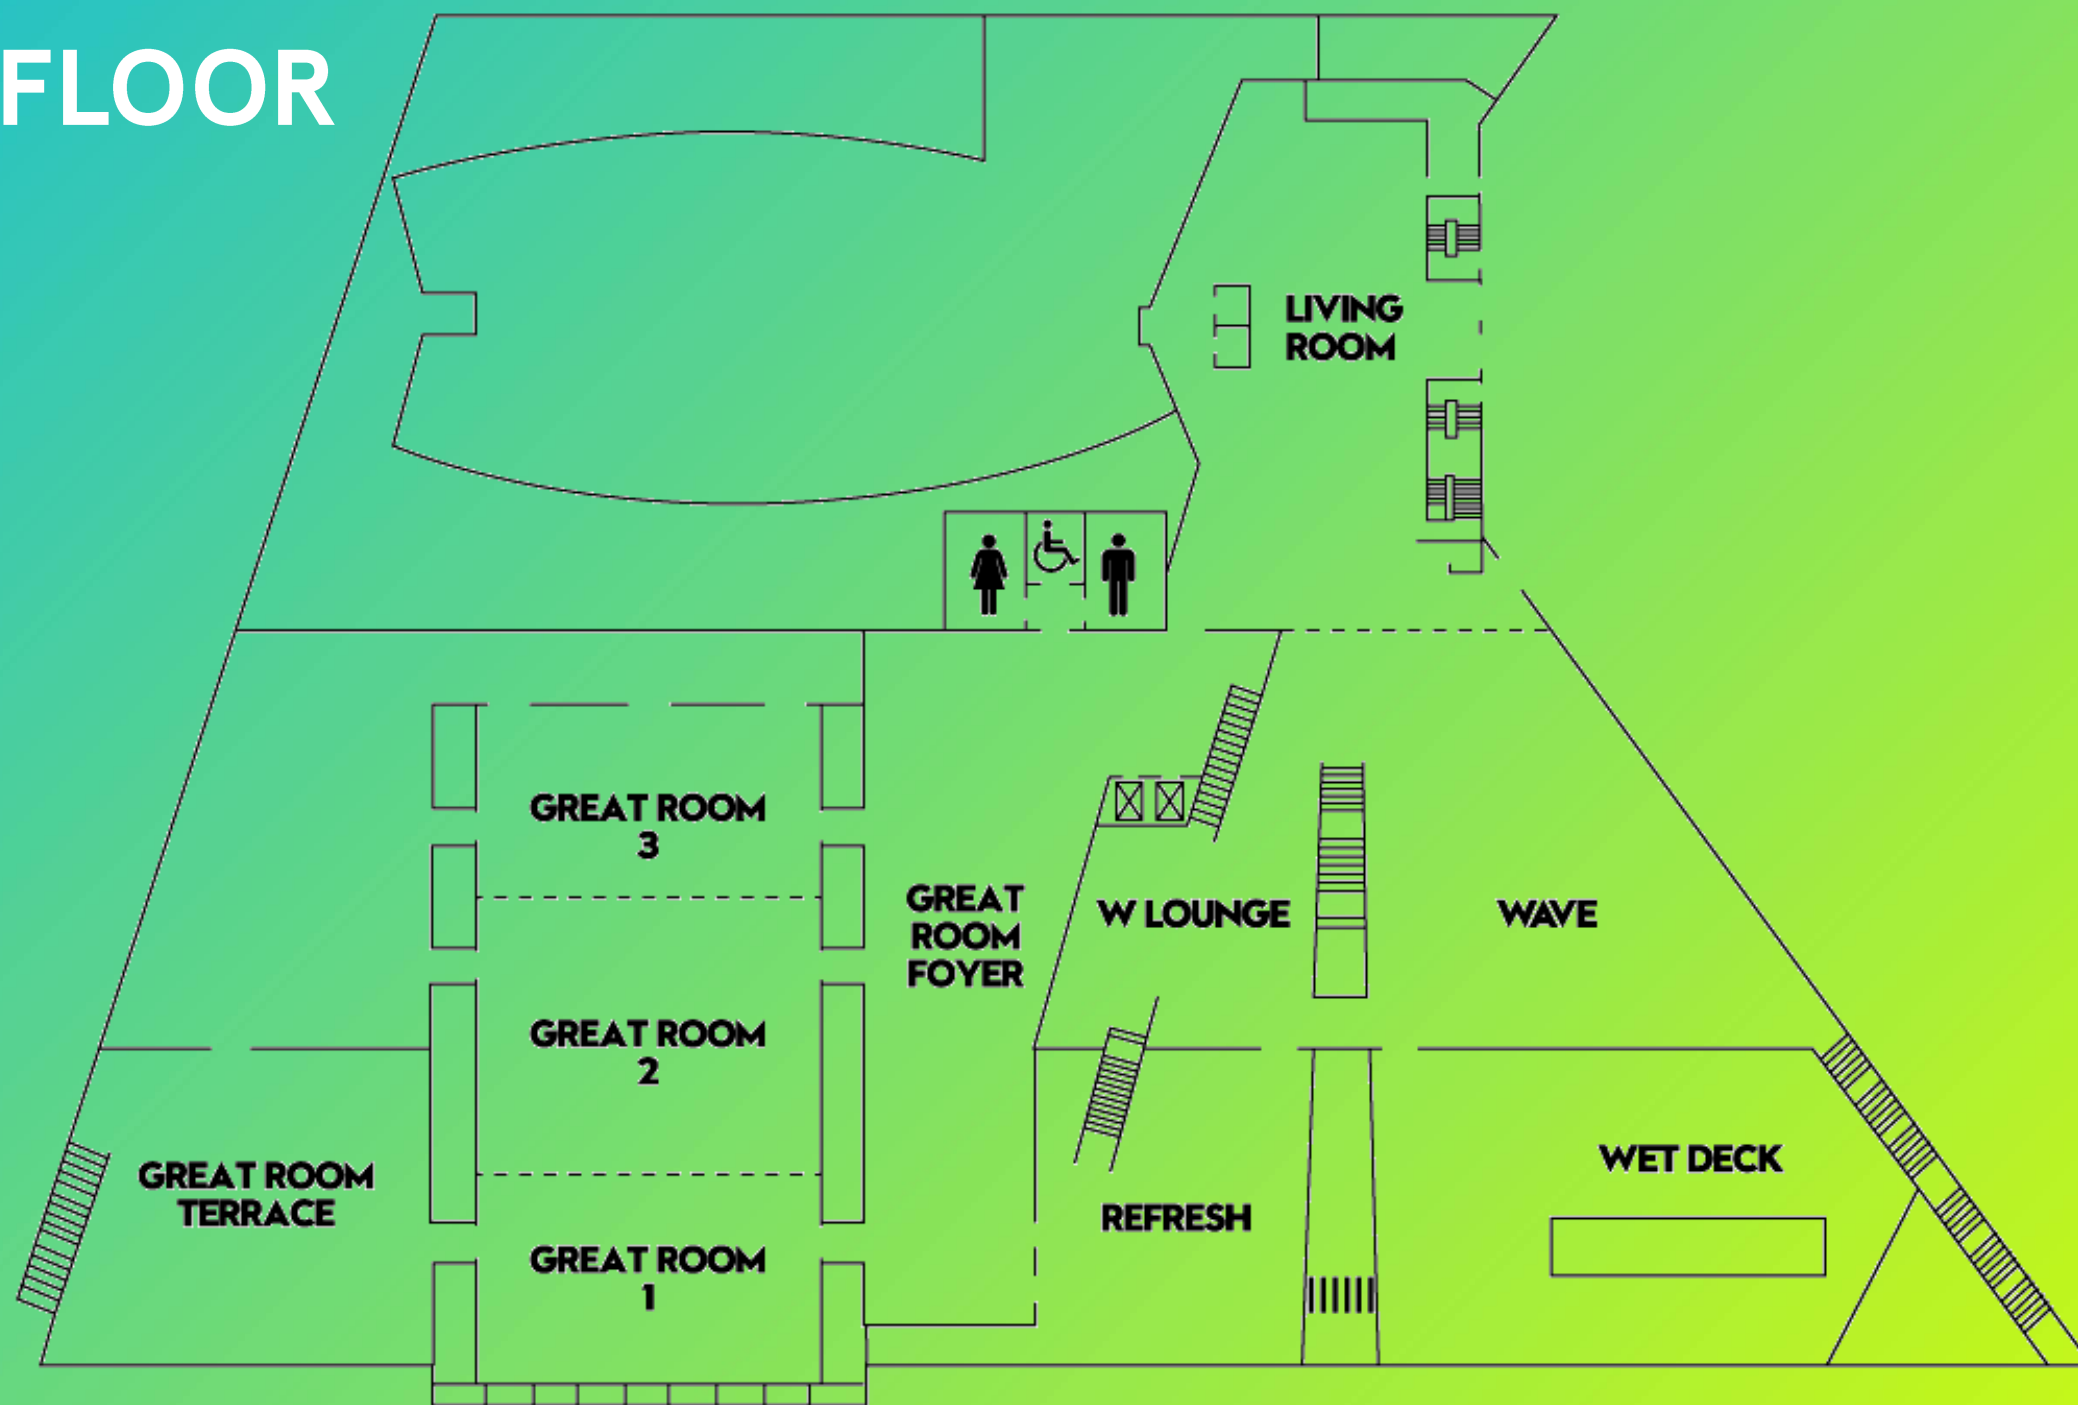 FLOOR
LIVING
ROOM
GREAT ROOM
3
GREAT
ROOM
FOYER
W LOUNGE
WAVE
GREAT ROOM
2
GREAT ROOM
TERRACE
REFRESH
WET DECK
GREAT ROOM
1